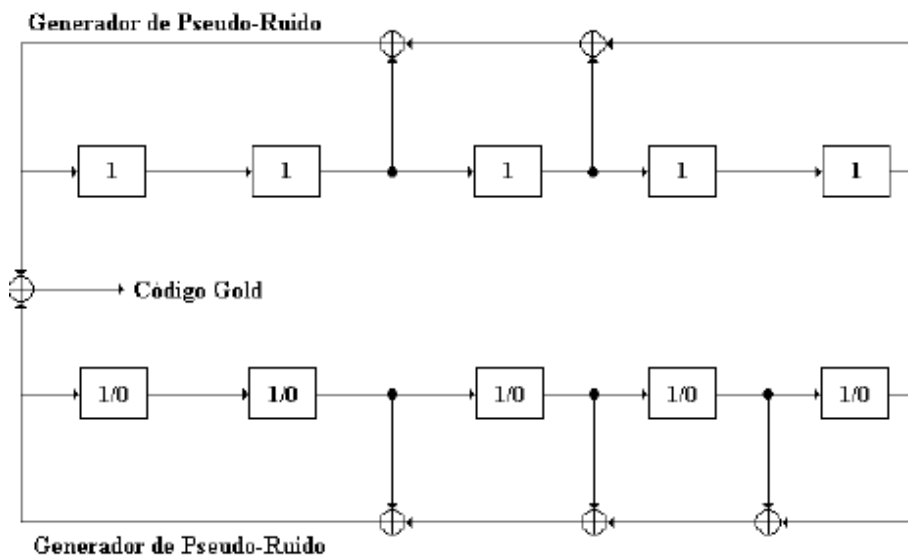 Generador de Pseudo-Ruido
1 1 1 1 1
Código Gold
1/0 1/0 1/0 1/0 1/0
Generador de Pseudo-Ruido